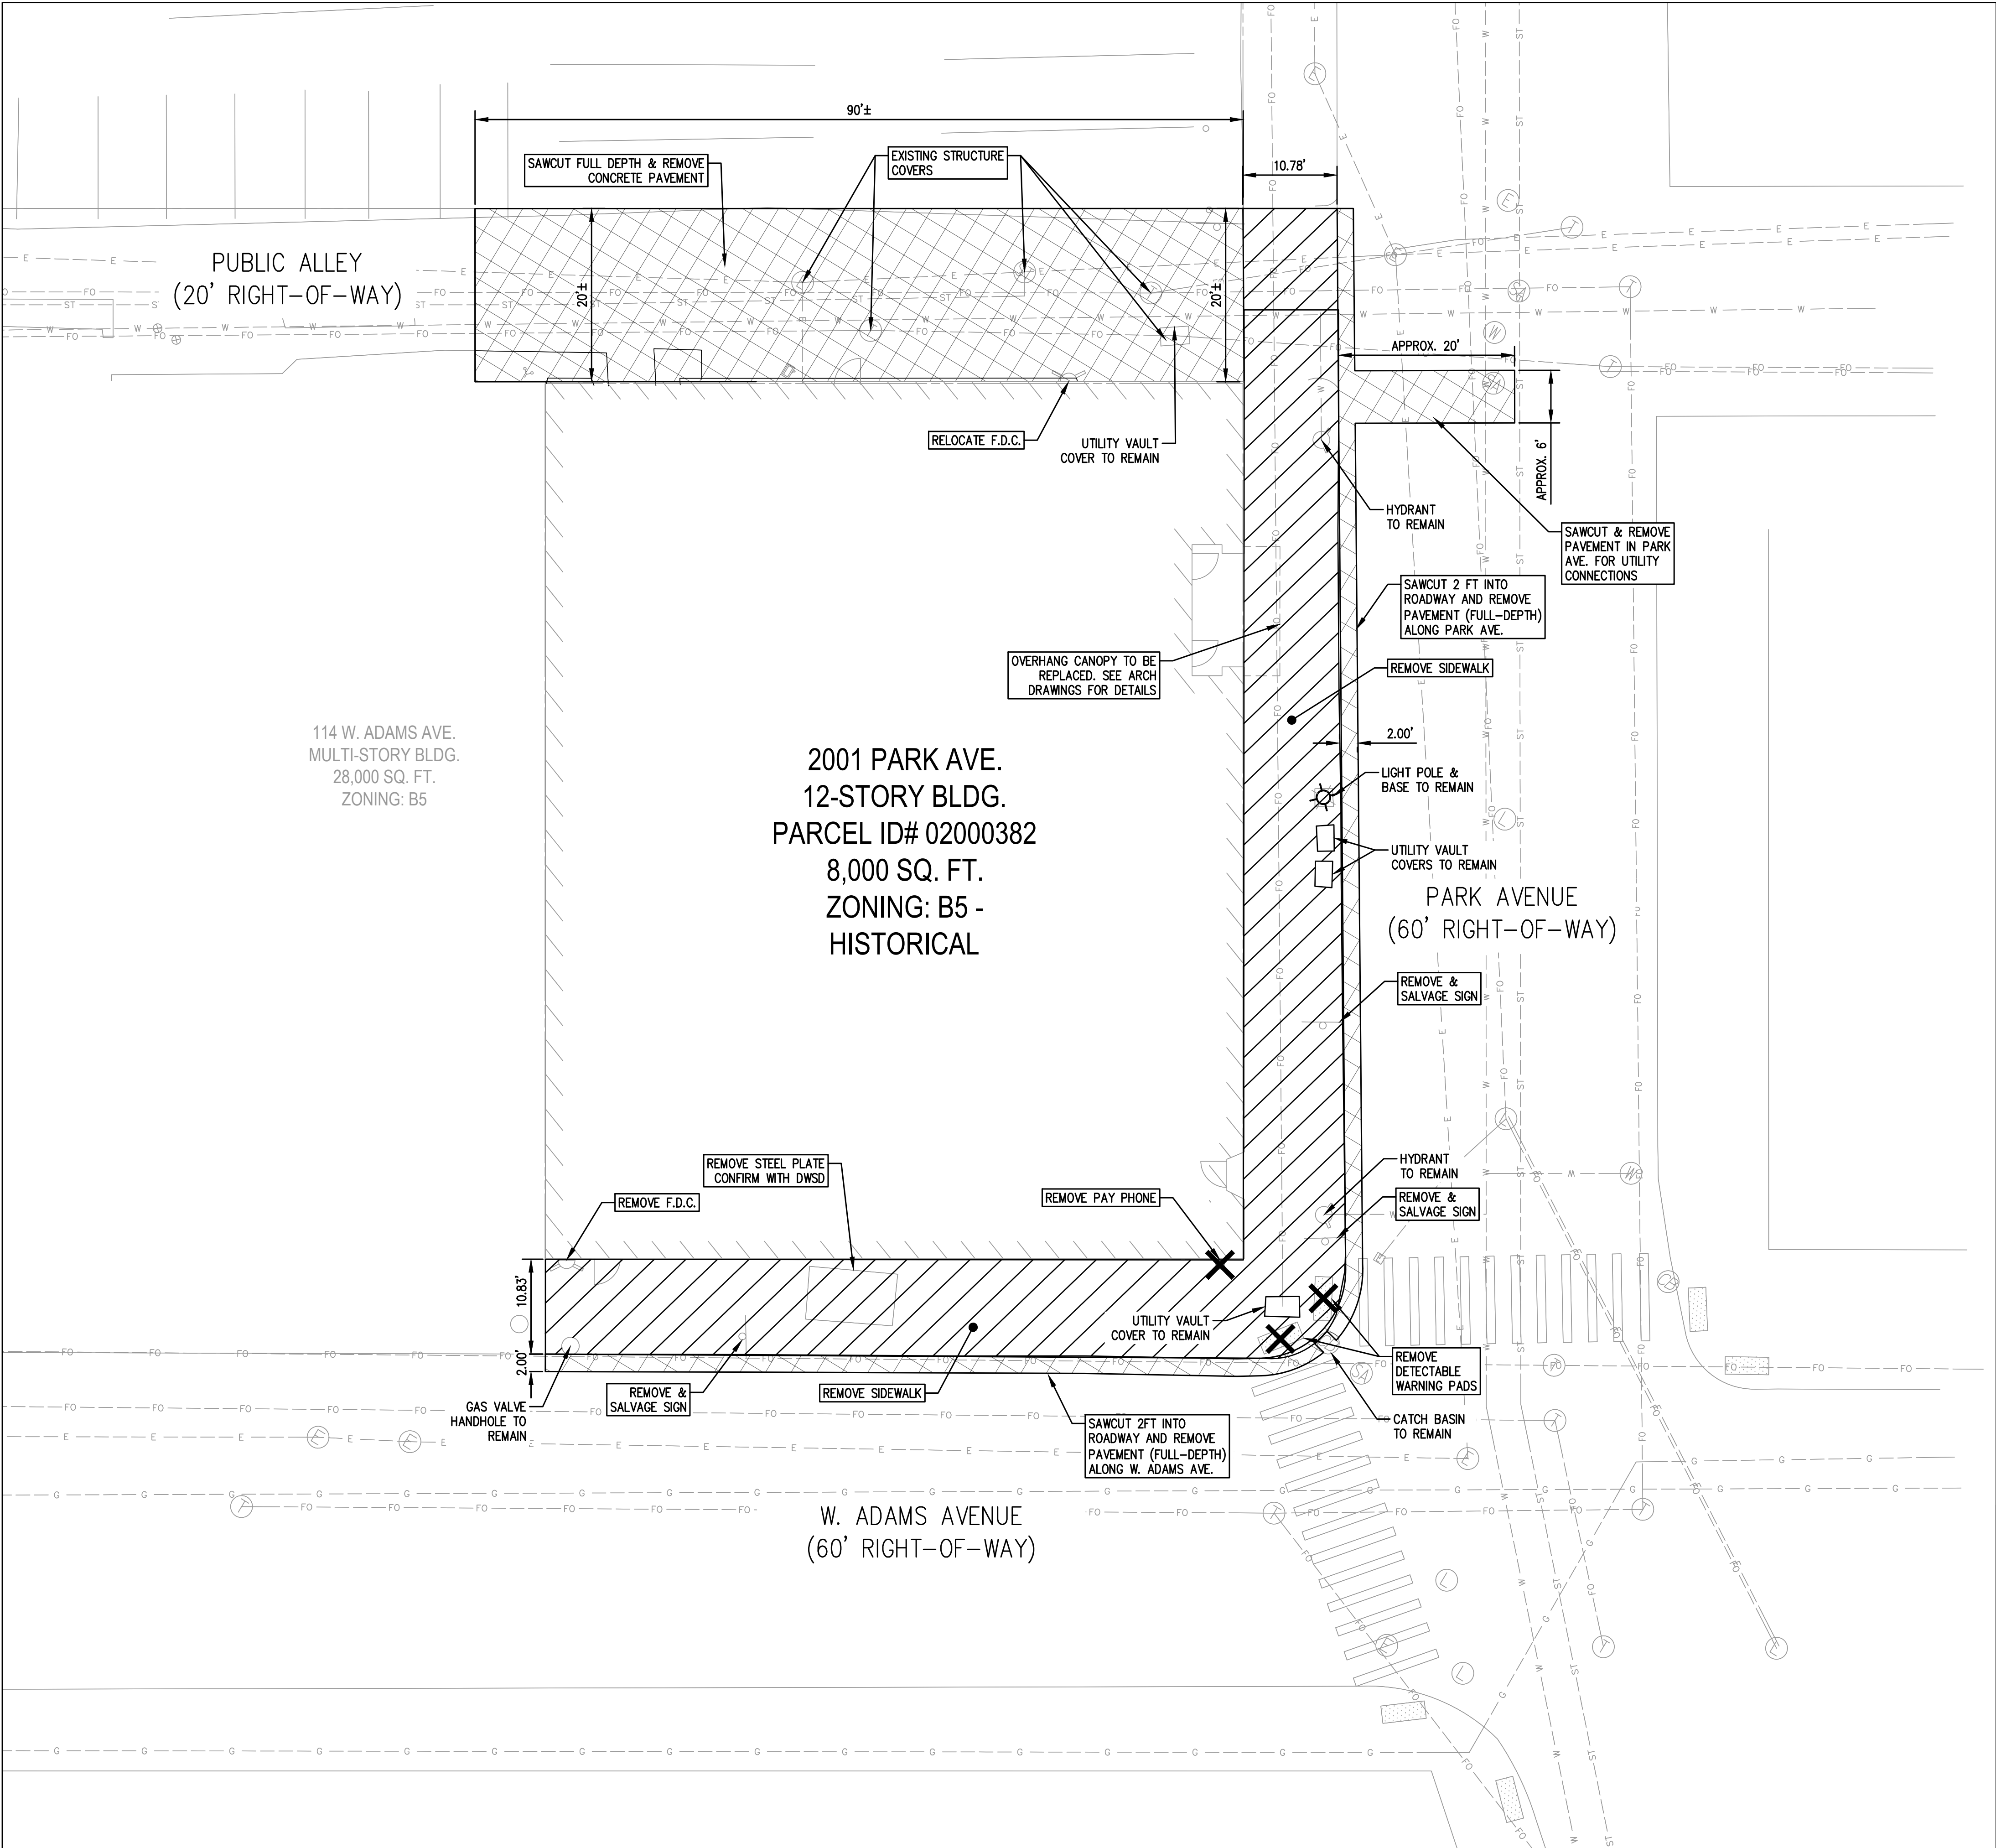 90'±
SAWCUT FULL DEPTH & REMOVE
CONCRETE PAVEMENT
EXISTING STRUCTURE
COVERS
10.78'
PUBLIC ALLEY
(20' RIGHT-OF-WAY)
20'±
20'±
APPROX. 20'
APPROX. 6'
RELOCATE F.D.C.
UTILITY VAULT
COVER TO REMAIN
HYDRANT
TO REMAIN
SAWCUT & REMOVE
PAVEMENT IN PARK
AVE. FOR UTILITY
CONNECTIONS
SAWCUT 2 FT INTO
ROADWAY AND REMOVE
PAVEMENT (FULL-DEPTH)
ALONG PARK AVE.
OVERHANG CANOPY TO BE
REPLACED. SEE ARCH
DRAWINGS FOR DETAILS
REMOVE SIDEWALK
114 W. ADAMS AVE.
MULTI-STORY BLDG.
28,000 SQ. FT.
ZONING: B5
2001 PARK AVE.
12-STORY BLDG.
PARCEL ID# 02000382
8,000 SQ. FT.
ZONING: B5 -
HISTORICAL
2.00'
LIGHT POLE &
BASE TO REMAIN
UTILITY VAULT
COVERS TO REMAIN
PARK AVENUE
(60' RIGHT-OF-WAY)
REMOVE &
SALVAGE SIGN
REMOVE STEEL PLATE
CONFIRM WITH DWSD
REMOVE F.D.C.
REMOVE PAY PHONE
HYDRANT
TO REMAIN
REMOVE &
SALVAGE SIGN
10.83'
2.00'
UTILITY VAULT
COVER TO REMAIN
GAS VALVE
HANDHOLE TO
REMAIN
REMOVE &
SALVAGE SIGN
REMOVE SIDEWALK
REMOVE
DETECTABLE
WARNING PADS
CATCH BASIN
TO REMAIN
SAWCUT 2FT INTO
ROADWAY AND REMOVE
PAVEMENT (FULL-DEPTH)
ALONG W. ADAMS AVE.
W. ADAMS AVENUE
(60' RIGHT-OF-WAY)